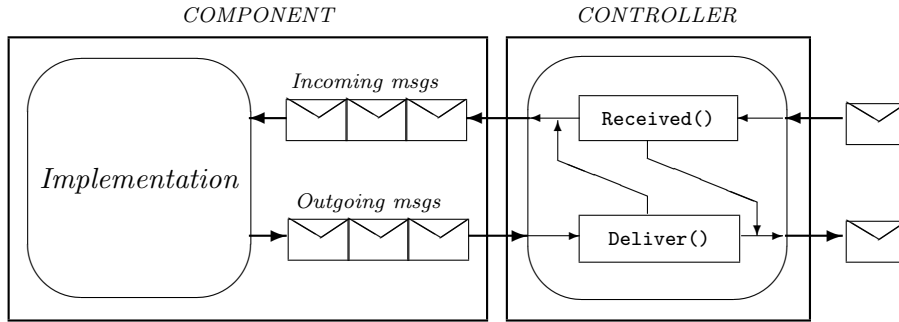 COMPONENT
CONTROLLER
Incoming msgs
Received()
Implementation
Outgoing msgs
Deliver()